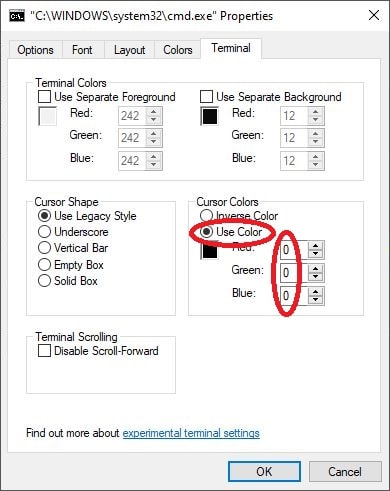 "C:\WINDOWS\system32\cmd.exe" Properties
Options Font Layout Colors Terminal
Terminal Colors
Use Separate Foreground
Red: 242
Green: 242
Blue: 242
Use Separate Background
Red: 12
Green: 12
Blue: 12
Cursor Shape
Use Legacy Style
Underscore
Vertical Bar
Empty Box
Solid Box
Cursor Colors
Inverse Color
Use Color
Red: 0
Green: 0
Blue: 0
Terminal Scrolling
Disable Scroll-Forward
Find out more about experimental terminal settings
OK Cancel